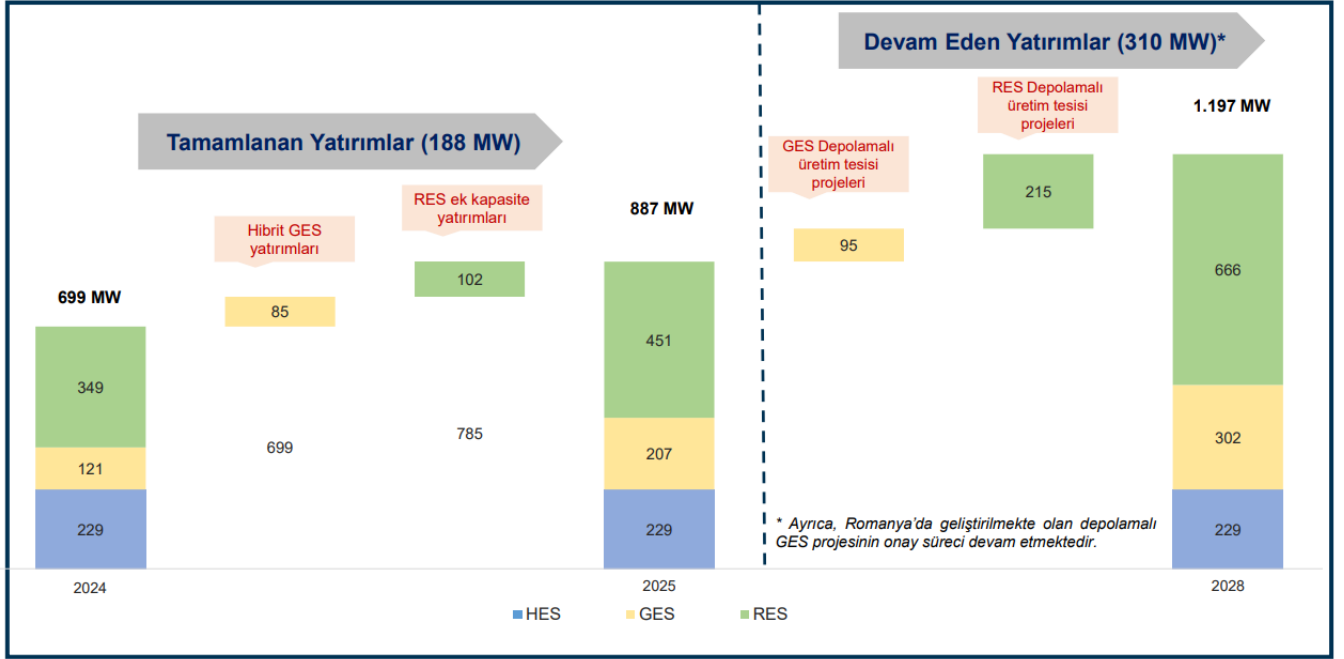 Devam Eden Yatırımlar (310 MW)*
Tamamlanan Yatırımlar (188 MW)
699 MW
349
121
229
2024
Hibrit GES
yatırımları
85
699
RES ek kapasite
yatırımları
102
785
887 MW
451
207
229
2025
GES Depolamalı
üretim tesisi
projeleri
95
RES Depolamalı
üretim tesisi
projeleri
215
1.197 MW
666
302
229
2028
* Ayrıca, Romanya'da geliştirilmekte olan depolamalı
GES projesinin onay süreci devam etmektedir.
HES
GES
RES